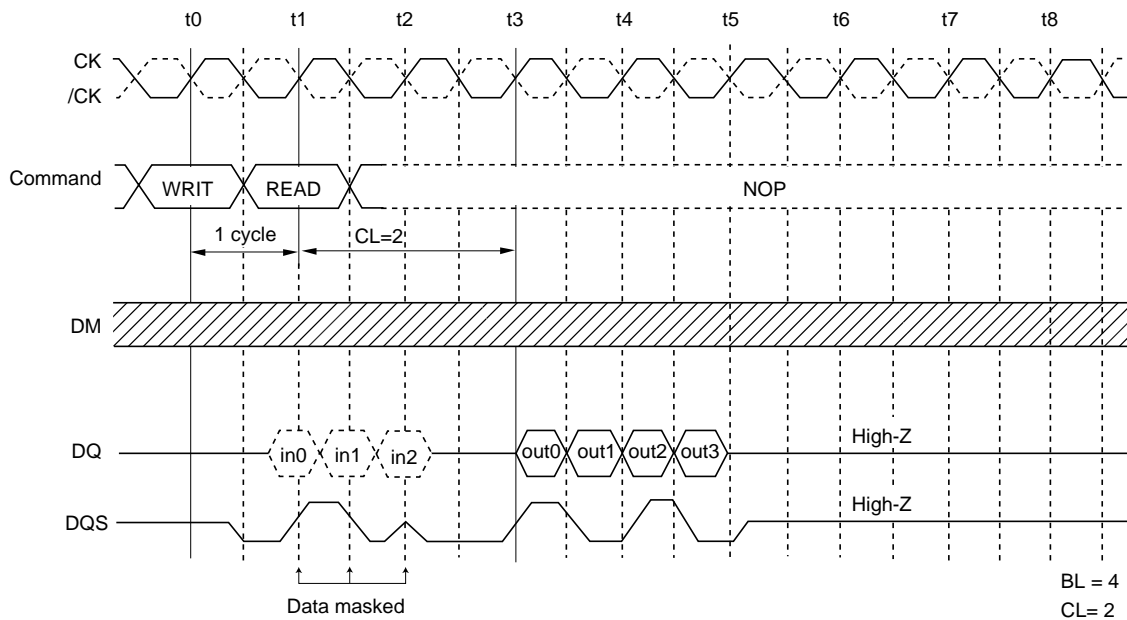 t0 t1 t2 t3 t4 t5 t6 t7 t8
CK
/CK
Command WRIT READ NOP
1 cycle CL=2
DM
DQ in0 in1 in2 out0 out1 out2 out3 High-Z
DQS High-Z
Data masked
BL = 4
CL= 2